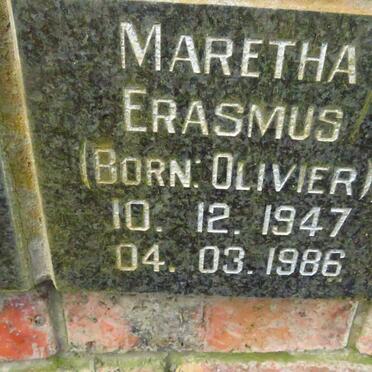 MARETHA
ERASMUS
(BORN: OLIVIER)
10. 12. 1947
04. 03. 1986